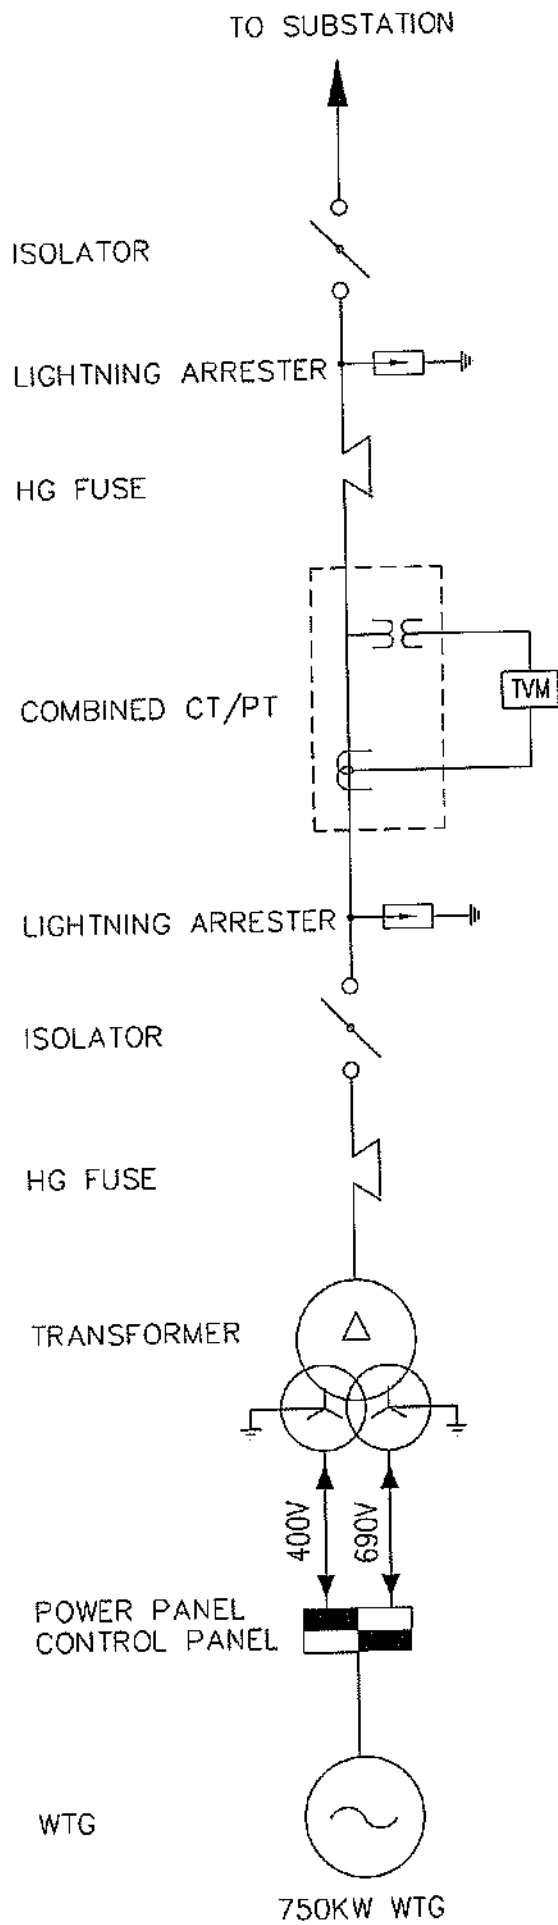 TO SUBSTATION
ISOLATOR
LIGHTNING ARRESTER
HG FUSE
COMBINED CT/PT
TVM
LIGHTNING ARRESTER
ISOLATOR
HG FUSE
TRANSFORMER
400V
690V
POWER PANEL
CONTROL PANEL
WTG
750KW WTG